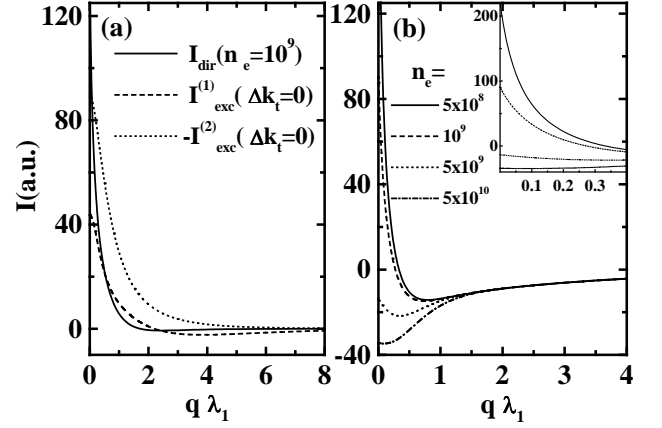 (a)
I_dir(n_e=10^9)
I^(1)_exc(Δk_t=0)
-I^(2)_exc(Δk_t=0)
120
80
40
0
I(a.u.)
0 2 4 6 8
q λ_1
(b)
n_e=
5x10^8
10^9
5x10^9
5x10^10
120
80
40
0
-40
0 1 2 3 4
q λ_1
200
100
0
0.1 0.2 0.3